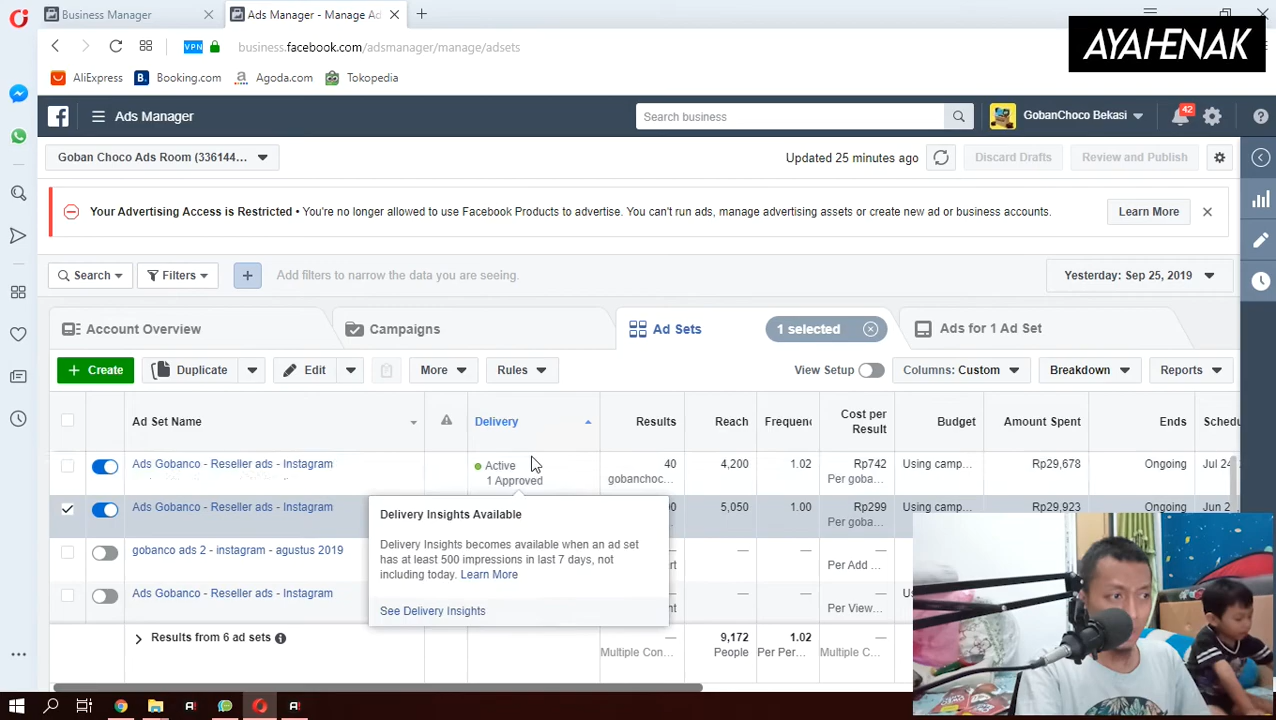 Business Manager
Ads Manager - Manage Ad
business.facebook.com/adsmanager/manage/adsets
VPN
AYAHENAK
AliExpress
Booking.com
Agoda.com
Tokopedia
Ads Manager
Search business
GobanChoco Bekasi
42
Goban Choco Ads Room (336144...
Updated 25 minutes ago
Discard Drafts
Review and Publish
Your Advertising Access is Restricted • You're no longer allowed to use Facebook Products to advertise. You can't run ads, manage advertising assets or create new ad or business accounts.
Learn More
Search
Filters
Add filters to narrow the data you are seeing.
Yesterday: Sep 25, 2019
Account Overview
Campaigns
Ad Sets
1 selected
Ads for 1 Ad Set
+ Create
Duplicate
Edit
More
Rules
View Setup
Columns: Custom
Breakdown
Reports
Ad Set Name
Delivery
Results
Reach
Frequenc
Cost per
Result
Budget
Amount Spent
Ends
Schedu
Ads Gobanco - Reseller ads - Instagram
Active
1 Approved
40
gobanchoc...
4,200
1.02
Rp742
Per goba...
Using camp...
Rp29,678
Ongoing
Jul 24
Ads Gobanco - Reseller ads - Instagram
5,050
1.00
Rp299
Per goba...
Using camp...
Rp29,923
Ongoing
gobanco ads 2 - instagram - agustus 2019
—
—
—
Per Add ...
Ads Gobanco - Reseller ads - Instagram
—
—
—
Per View...
Delivery Insights Available
Delivery Insights becomes available when an ad set
has at least 500 impressions in last 7 days, not
including today. Learn More
See Delivery Insights
Results from 6 ad sets
—
Multiple Con...
9,172
People
1.02
Per Per...
—
Multiple C...